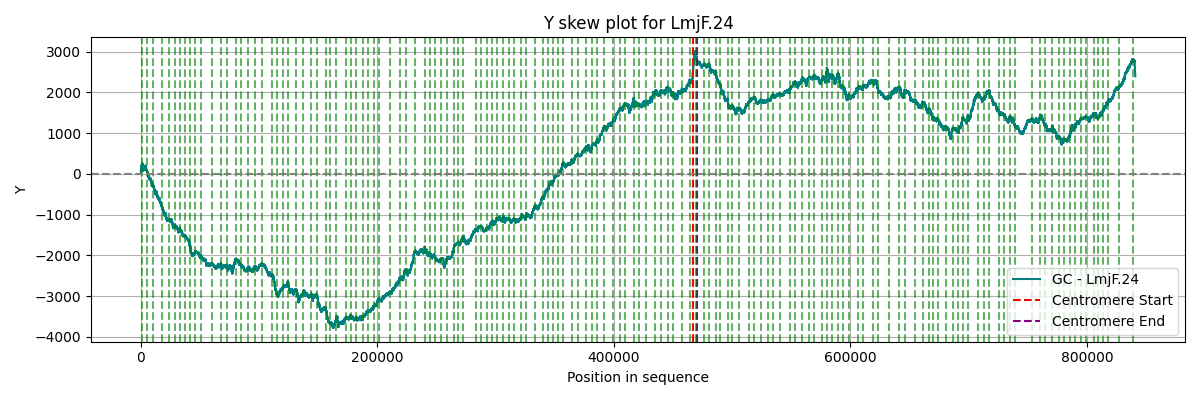 Y skew plot for LmjF.24
3000
2000
1000
0
−1000
−2000
−3000
−4000
Y
0
200000
400000
600000
800000
Position in sequence
GC - LmjF.24
Centromere Start
Centromere End